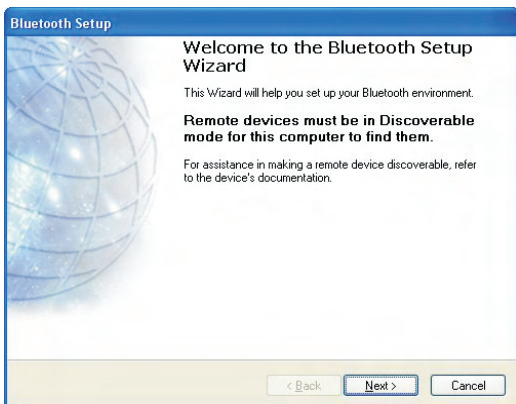 Bluetooth Setup
Welcome to the Bluetooth Setup
Wizard
This Wizard will help you set up your Bluetooth environment.
Remote devices must be in Discoverable
mode for this computer to find them.
For assistance in making a remote device discoverable, refer
to the device's documentation.
< Back Next > Cancel